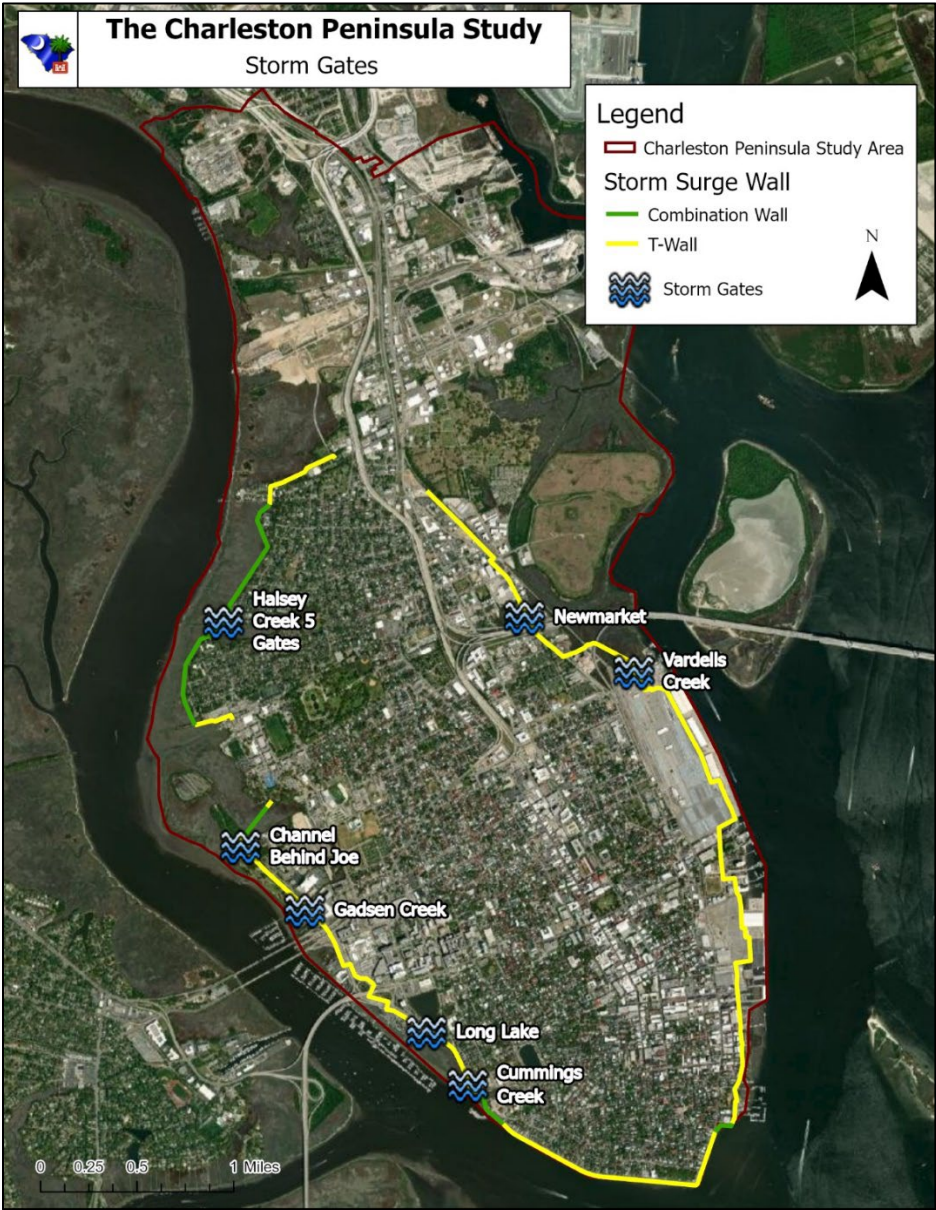 The Charleston Peninsula Study
Storm Gates
Legend
Charleston Peninsula Study Area
Storm Surge Wall
Combination Wall
T-Wall
Storm Gates
N
Halsey
Creek 5
Gates
Newmarket
Vardells
Creek
Channel
Behind Joe
Gadsen Creek
Long Lake
Cummings
Creek
0 0.25 0.5 1 Miles